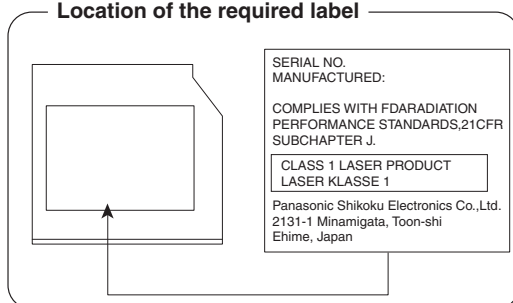 Location of the required label
SERIAL NO.
MANUFACTURED:
COMPLIES WITH FDARADIATION
PERFORMANCE STANDARDS,21CFR
SUBCHAPTER J.
CLASS 1 LASER PRODUCT
LASER KLASSE 1
Panasonic Shikoku Electronics Co.,Ltd.
2131-1 Minamigata, Toon-shi
Ehime, Japan